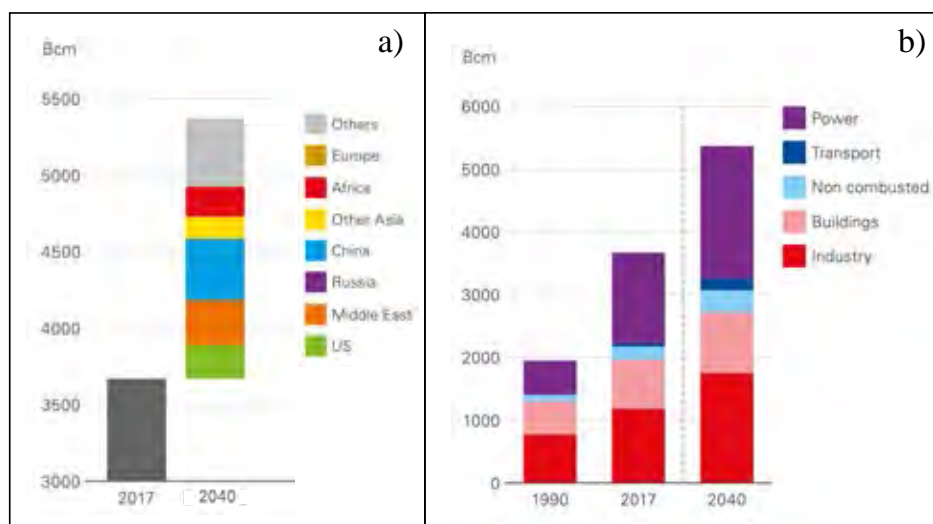 a)
Bcm
5500
5000
4500
4000
3500
3000
2017
2040
Others
Europe
Africa
Other Asia
China
Russia
Middle East
US
b)
Bcm
6000
5000
4000
3000
2000
1000
0
1990
2017
2040
Power
Transport
Non combusted
Buildings
Industry